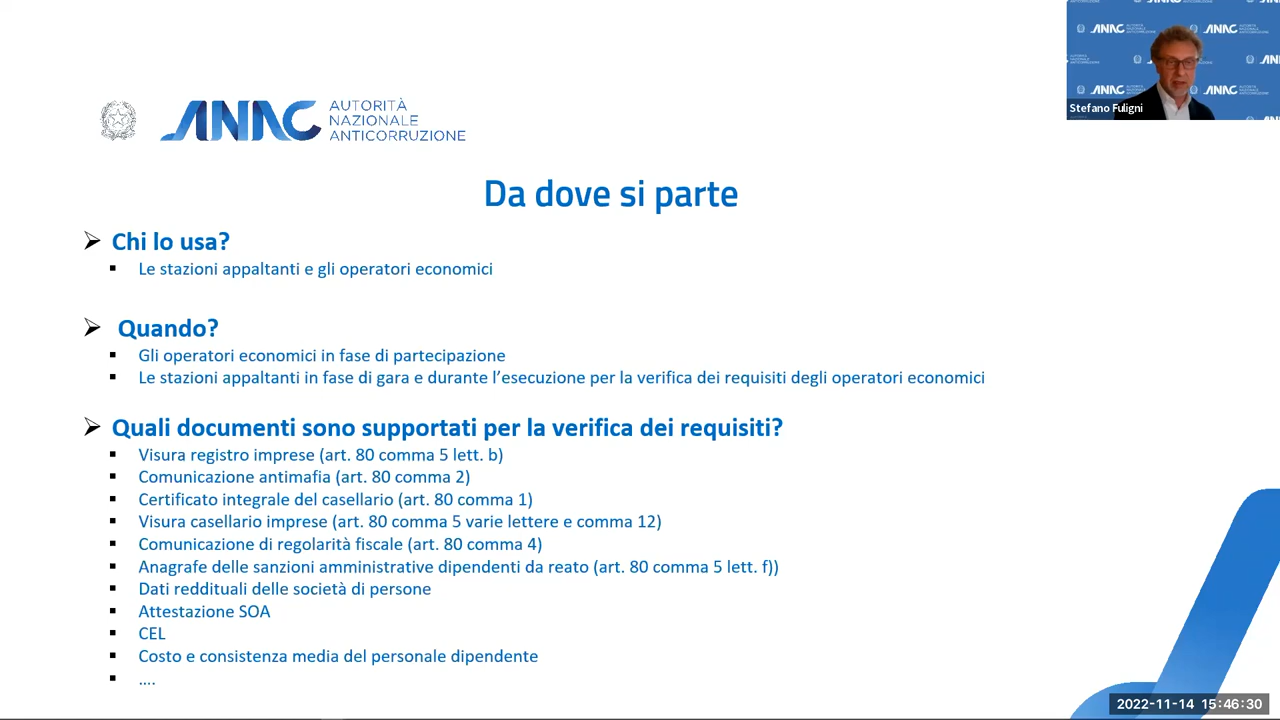 ANAC
AUTORITÀ
NAZIONALE
ANTICORRUZIONE
Stefano Fuligni
Da dove si parte
Chi lo usa?
Le stazioni appaltanti e gli operatori economici
Quando?
Gli operatori economici in fase di partecipazione
Le stazioni appaltanti in fase di gara e durante l’esecuzione per la verifica dei requisiti degli operatori economici
Quali documenti sono supportati per la verifica dei requisiti?
Visura registro imprese (art. 80 comma 5 lett. b)
Comunicazione antimafia (art. 80 comma 2)
Certificato integrale del casellario (art. 80 comma 1)
Visura casellario imprese (art. 80 comma 5 varie lettere e comma 12)
Comunicazione di regolarità fiscale (art. 80 comma 4)
Anagrafe delle sanzioni amministrative dipendenti da reato (art. 80 comma 5 lett. f))
Dati reddituali delle società di persone
Attestazione SOA
CEL
Costo e consistenza media del personale dipendente
....
2022-11-14 15:46:30